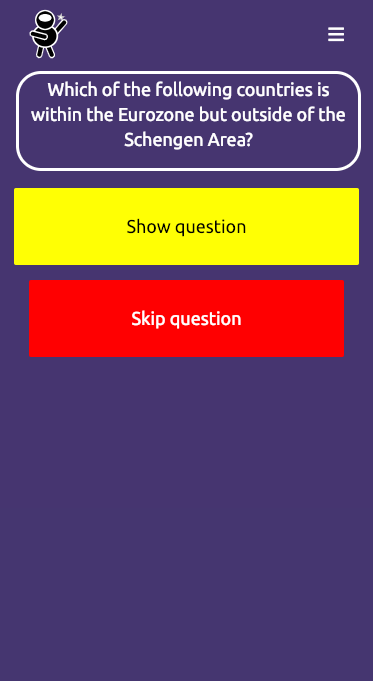 Which of the following countries is
within the Eurozone but outside of the
Schengen Area?
Show question
Skip question